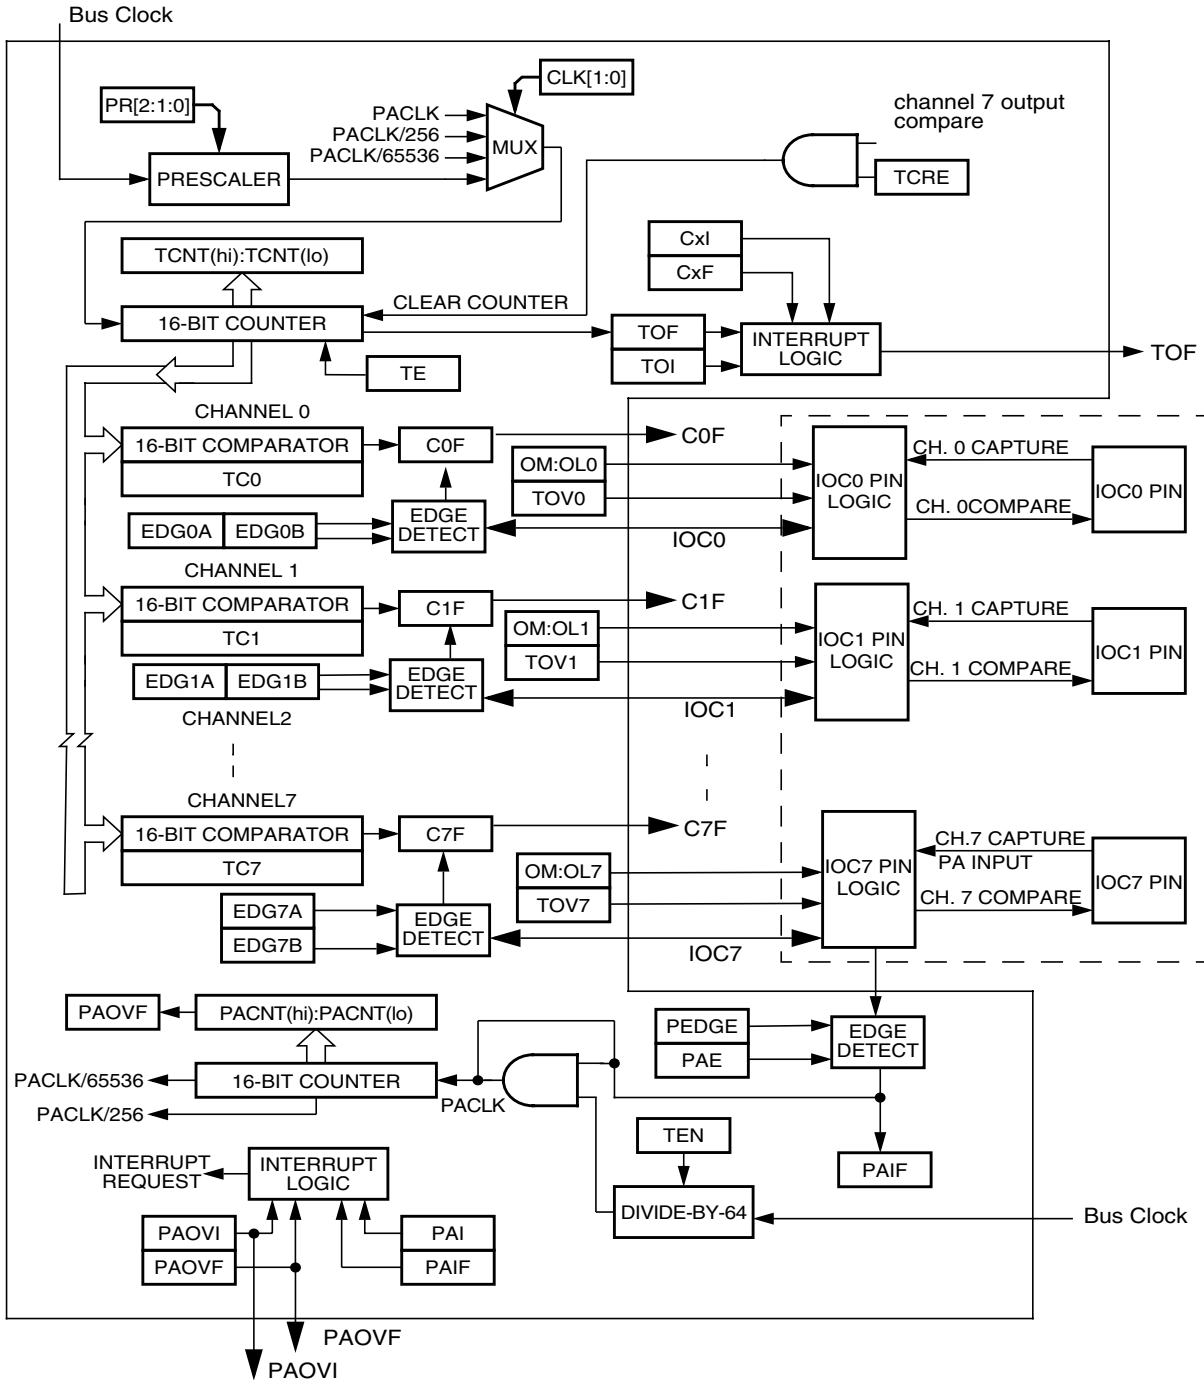 Bus Clock
CLK[1:0]
PR[2:1:0]
PACLK
PACLK/256
PACLK/65536
MUX
PRESCALER
channel 7 output
compare
TCRE
TCNT(hi):TCNT(lo)
CxI
CxF
CLEAR COUNTER
16-BIT COUNTER
TE
TOF
TOI
INTERRUPT
LOGIC
TOF
CHANNEL 0
16-BIT COMPARATOR
TC0
C0F
C0F
EDG0A
EDG0B
EDGE
DETECT
OM:OL0
TOV0
IOC0
IOC0 PIN
LOGIC
CH. 0 CAPTURE
CH. 0COMPARE
IOC0 PIN
CHANNEL 1
16-BIT COMPARATOR
TC1
C1F
C1F
EDG1A
EDG1B
EDGE
DETECT
OM:OL1
TOV1
IOC1
IOC1 PIN
LOGIC
CH. 1 CAPTURE
CH. 1 COMPARE
IOC1 PIN
CHANNEL2
CHANNEL7
16-BIT COMPARATOR
TC7
C7F
C7F
EDG7A
EDG7B
EDGE
DETECT
OM:OL7
TOV7
IOC7
IOC7 PIN
LOGIC
CH.7 CAPTURE
PA INPUT
CH. 7 COMPARE
IOC7 PIN
PAOVF
PACNT(hi):PACNT(lo)
PACLK/65536
16-BIT COUNTER
PACLK/256
PACLK
PEDGE
PAE
EDGE
DETECT
TEN
PAIF
DIVIDE-BY-64
Bus Clock
INTERRUPT
REQUEST
INTERRUPT
LOGIC
PAOVI
PAOVF
PAI
PAIF
PAOVF
PAOVI